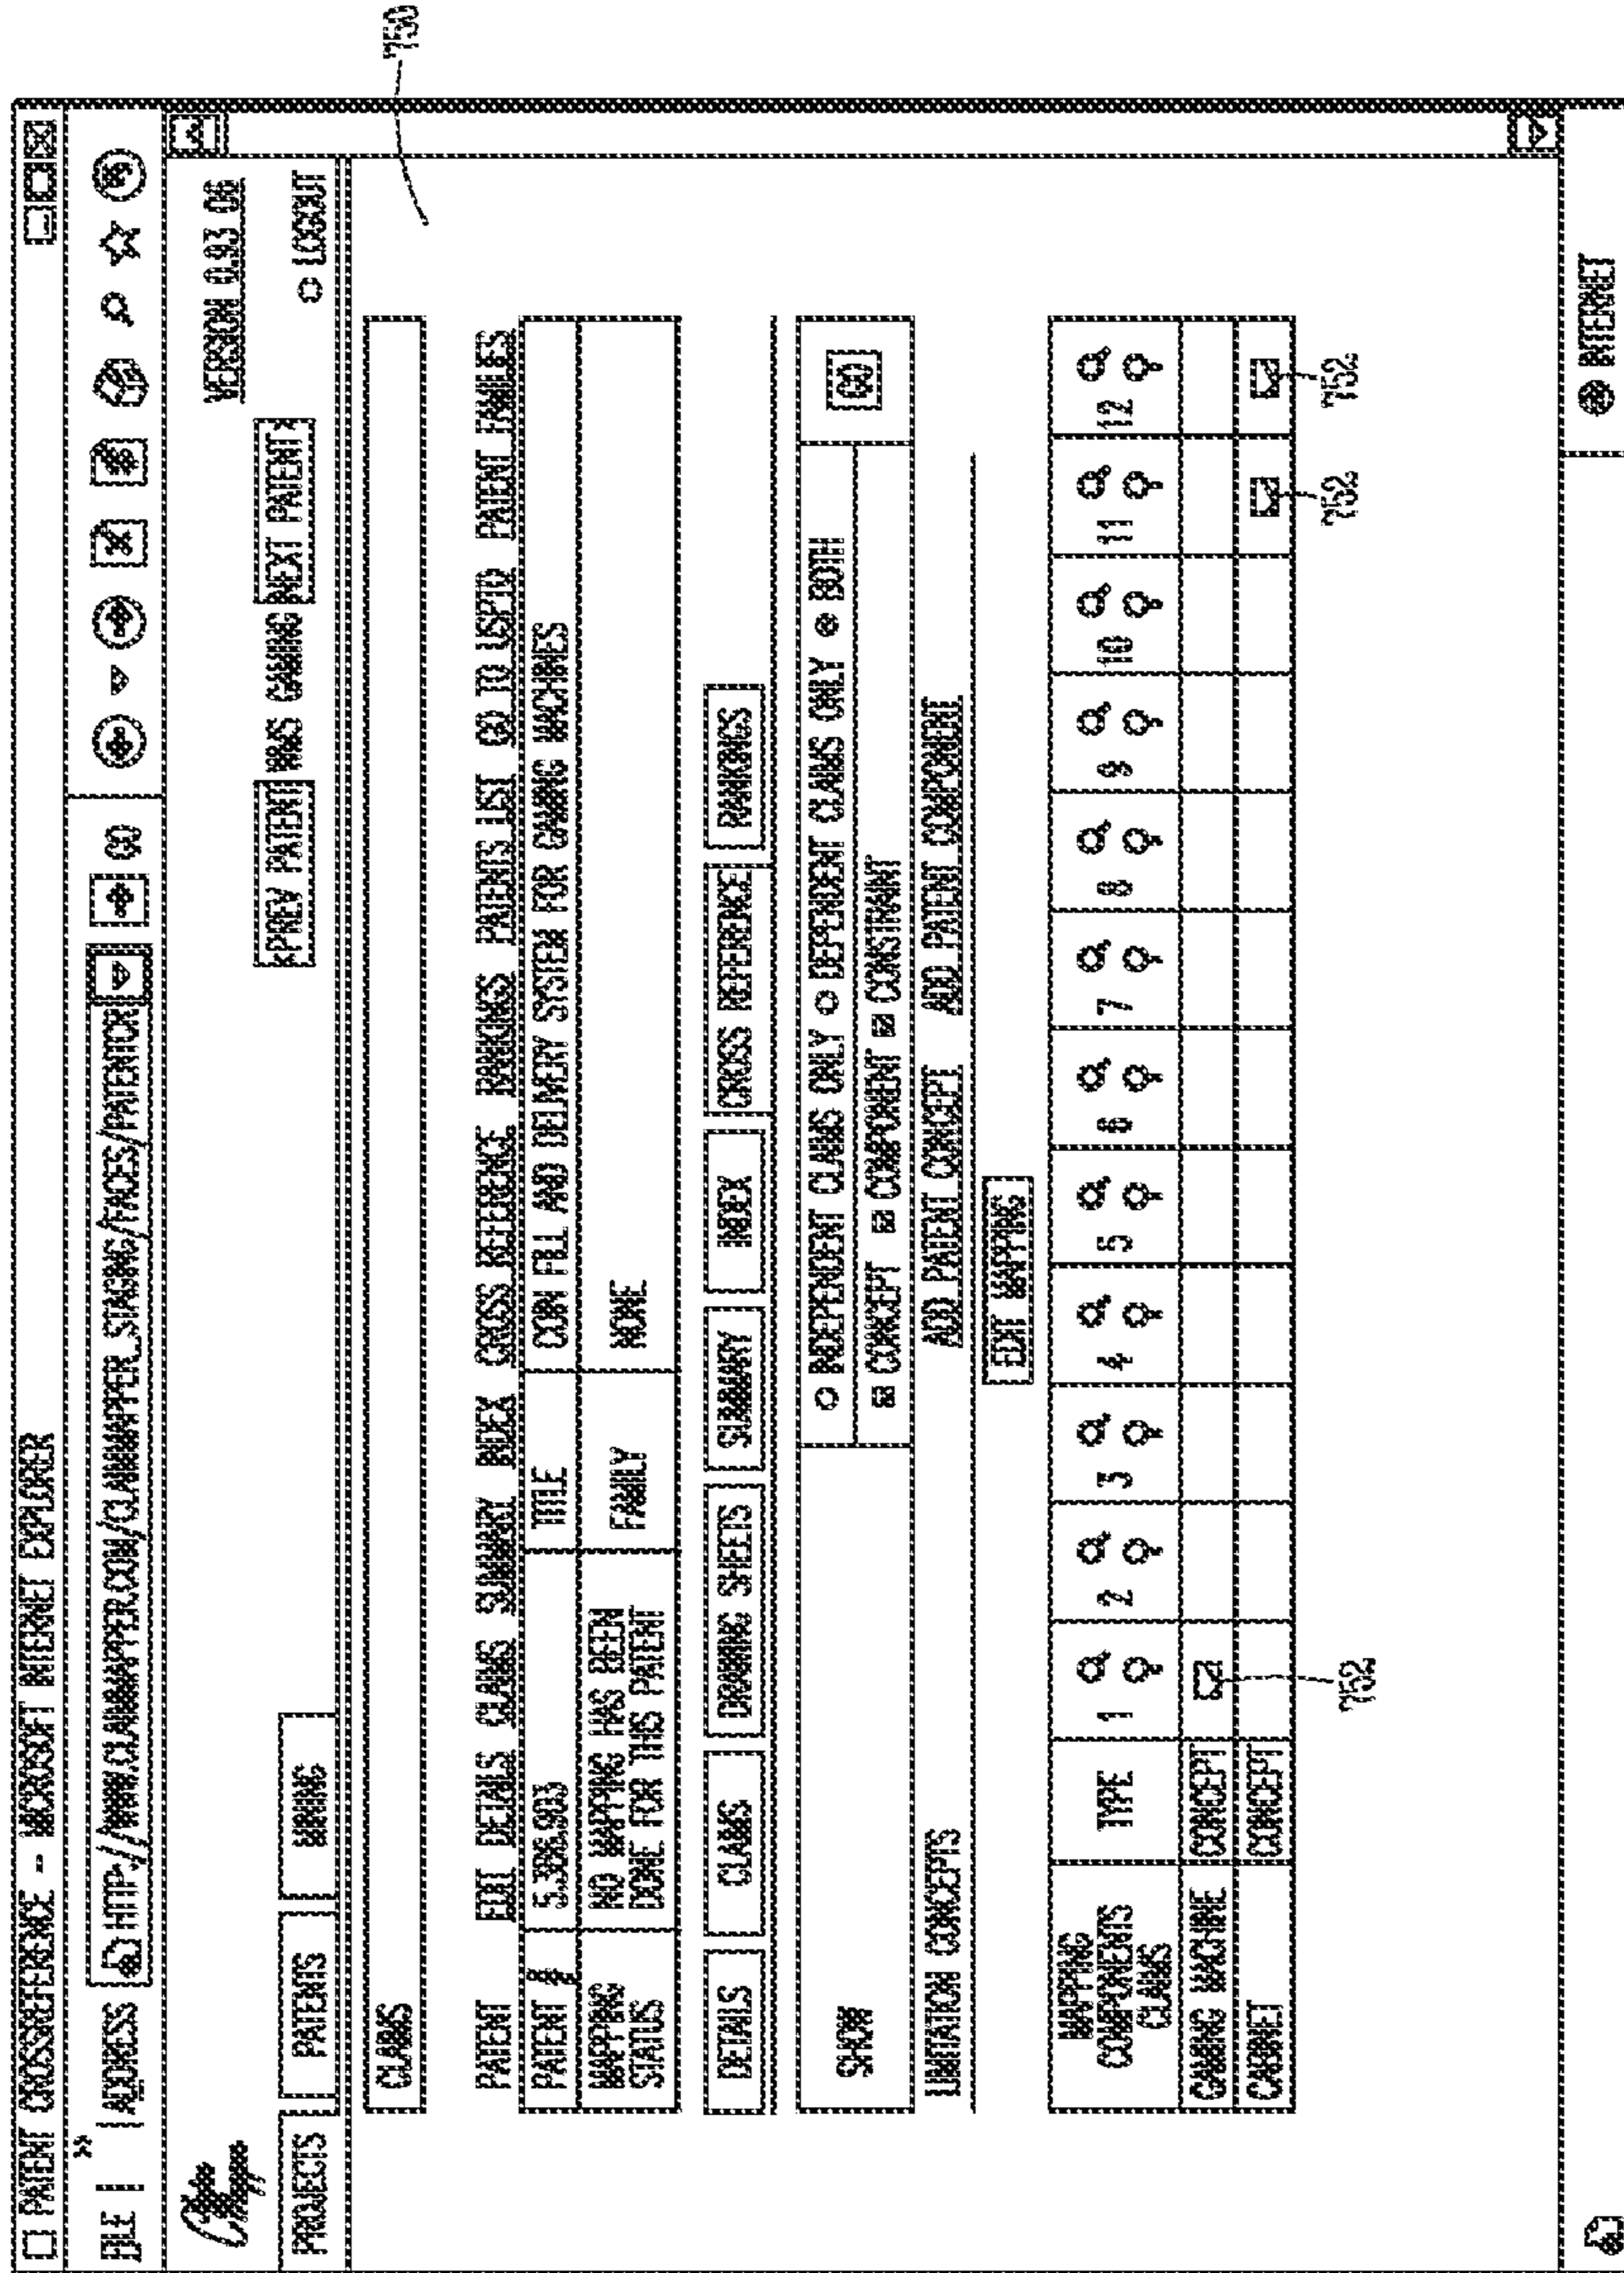 PATENT CROSSREFERENCE - MICROSOFT INTERNET EXPLORER
FILE » ADDRESS HTTP://WWW.CLAIMMAPPER.COM/CLAIMMAPPER_STAGING/FACES/PATENTCRI GO
VERSION 0.93 06
<PREV PATENT WMS GAMING NEXT PATENT>
PROJECTS PATENTS MINING LOGOUT
750
CLAIMS
PATENT EDIT DETAILS CLAIMS SUMMARY INDEX CROSS REFERENCE RANKINGS PATENTS LIST GO TO USPTO PATENT FAMILIES
PATENT # 5,386,903 TITLE COIN FILL AND DELIVERY SYSTEM FOR GAMING MACHINES
MAPPING STATUS NO MAPPING HAS BEEN DONE FOR THIS PATENT FAMILY NONE
DETAILS CLAIMS DRAWING SHEETS SUMMARY INDEX CROSS REFERENCE RANKINGS
SHOW INDEPENDENT CLAIMS ONLY DEPENDENT CLAIMS ONLY BOTH GO
CONCEPT COMPONENT CONSTRAINT
LIMITATION CONCEPTS ADD PATENT CONCEPT ADD PATENT COMPONENT
EDIT MAPPING
MAPPING COMPONENTS CLAIMS TYPE 1 2 3 4 5 6 7 8 9 10 11 12
GAMING MACHINE CONCEPT
CABINET CONCEPT
752 752 752
INTERNET